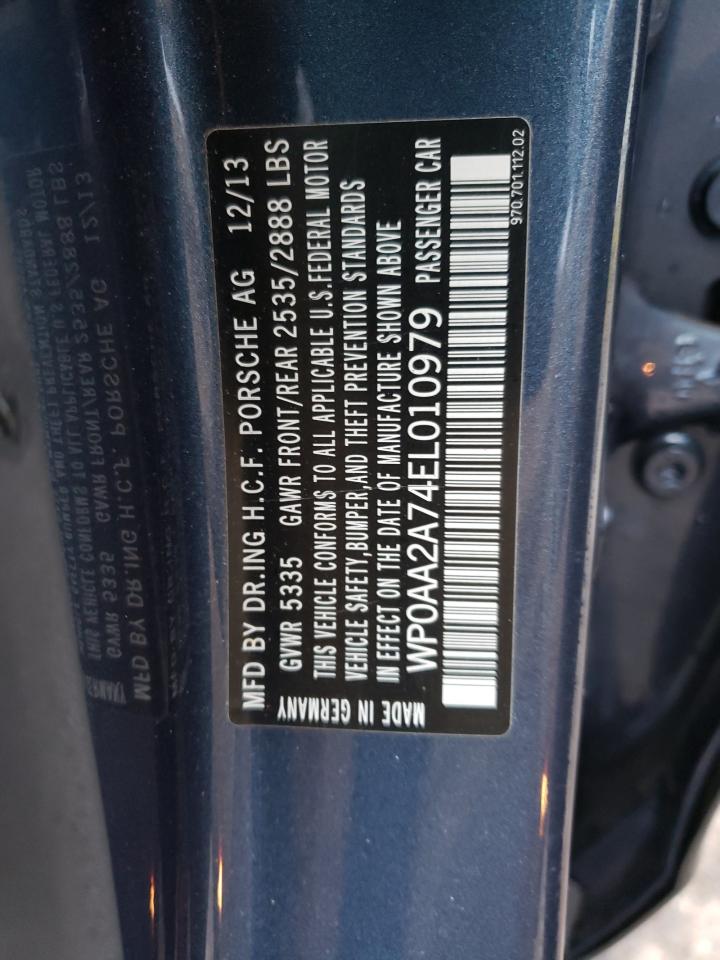 MFD BY DR.ING H.C.F. PORSCHE AG 12/13
GVWR 5335 GAWR FRONT/REAR 2535/2888 LBS
THIS VEHICLE CONFORMS TO ALL APPLICABLE U.S.FEDERAL MOTOR
VEHICLE SAFETY,BUMPER,AND THEFT PREVENTION STANDARDS
IN EFFECT ON THE DATE OF MANUFACTURE SHOWN ABOVE
MADE IN GERMANY
WP0AA2A74EL010979 PASSENGER CAR
970.701.112.02